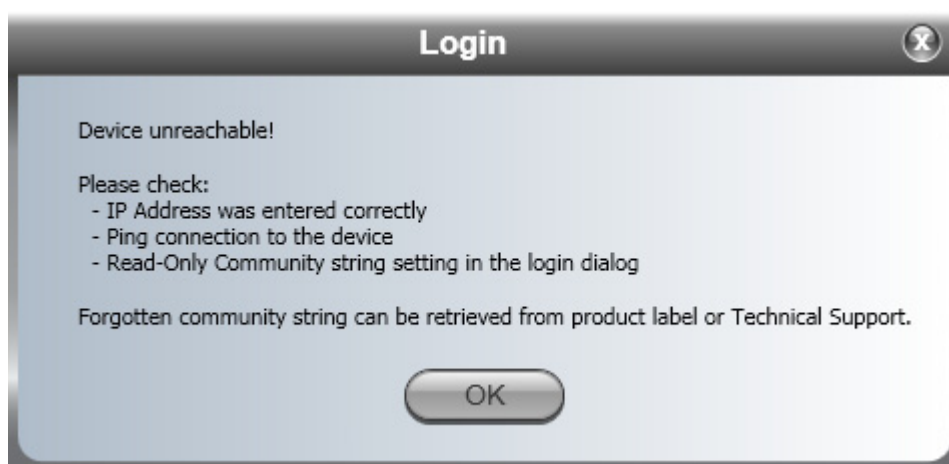 Login
X
Device unreachable!
Please check:
- IP Address was entered correctly
- Ping connection to the device
- Read-Only Community string setting in the login dialog
Forgotten community string can be retrieved from product label or Technical Support.
OK